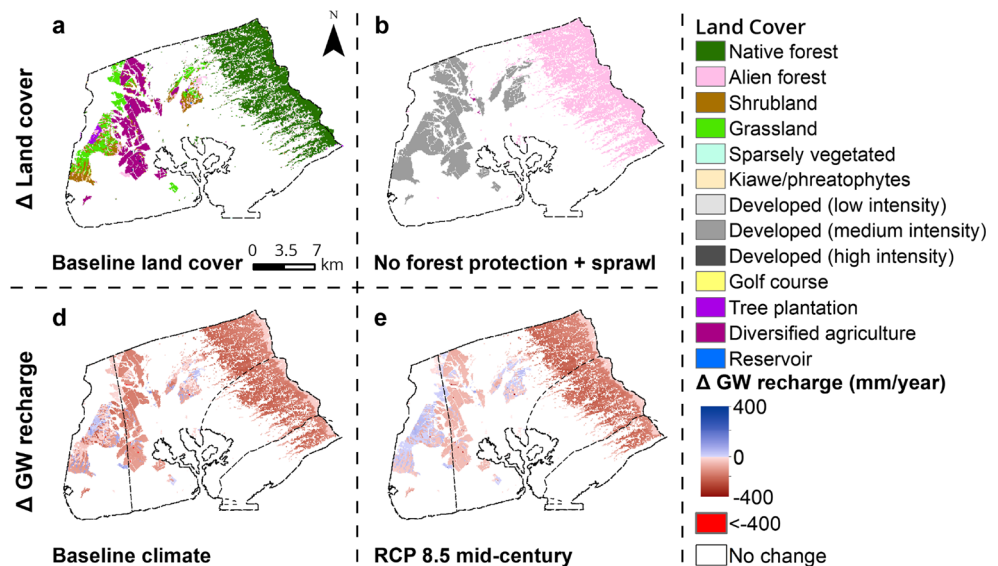 a
N
b
Δ Land cover
0 3.5 7
km
Baseline land cover
No forest protection + sprawl
d
e
Δ GW recharge
Baseline climate
RCP 8.5 mid-century
Land Cover
Native forest
Alien forest
Shrubland
Grassland
Sparsely vegetated
Kiawe/phreatophytes
Developed (low intensity)
Developed (medium intensity)
Developed (high intensity)
Golf course
Tree plantation
Diversified agriculture
Reservoir
Δ GW recharge (mm/year)
400
0
-400
<-400
No change